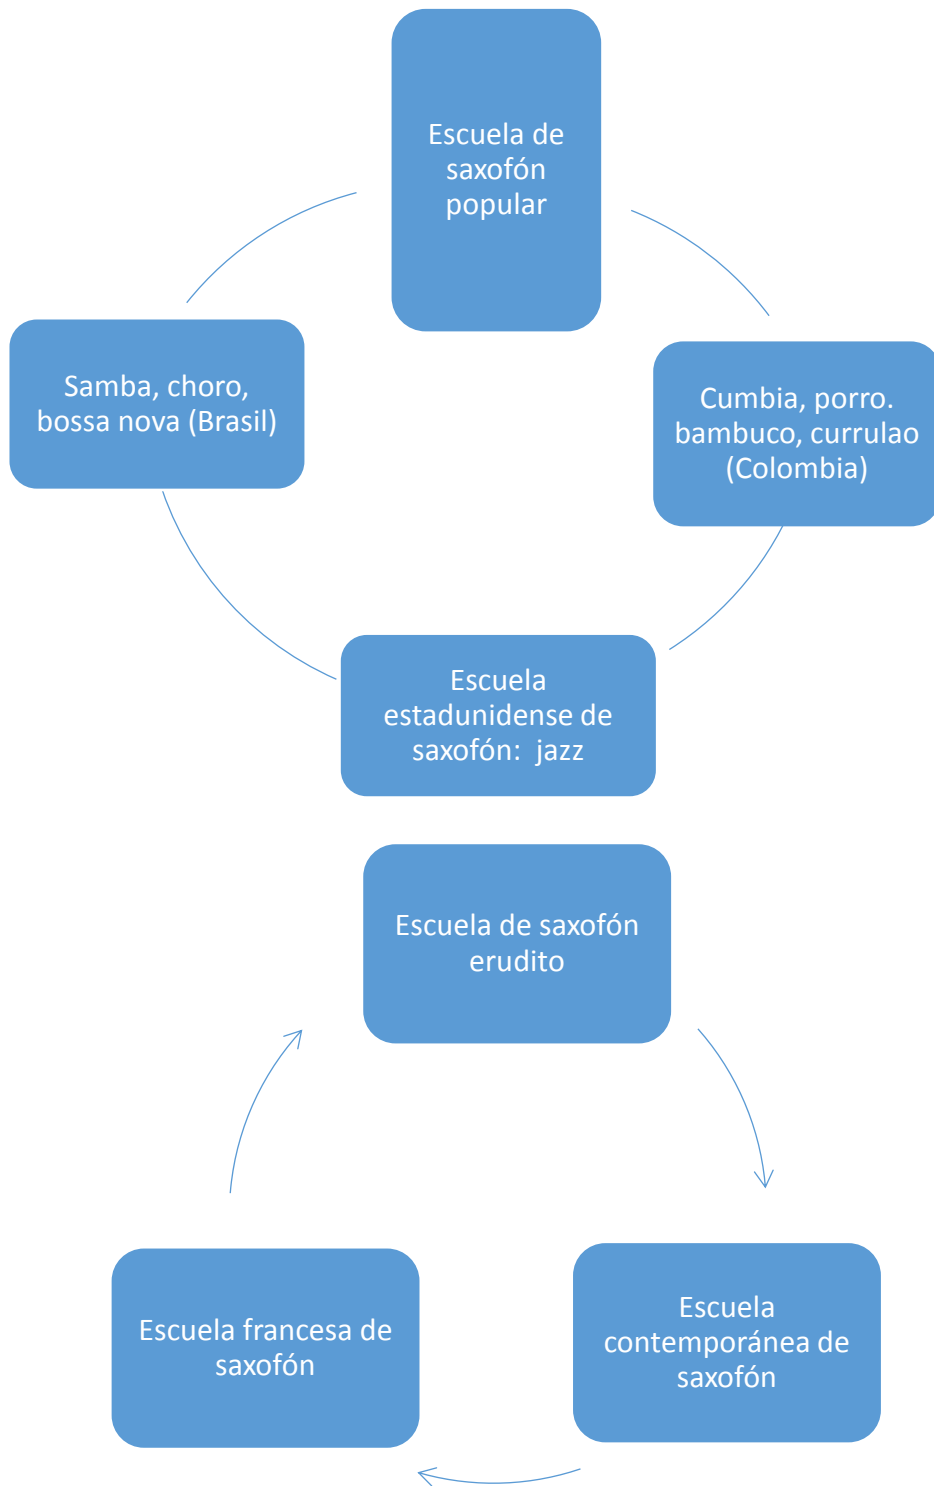 Escuela de
saxofón
popular
Samba, choro,
bossa nova (Brasil)
Cumbia, porro.
bambuco, currulao
(Colombia)
Escuela
estadunidense de
saxofón:  jazz
Escuela de saxofón
erudito
Escuela francesa de
saxofón
Escuela
contemporánea de
saxofón